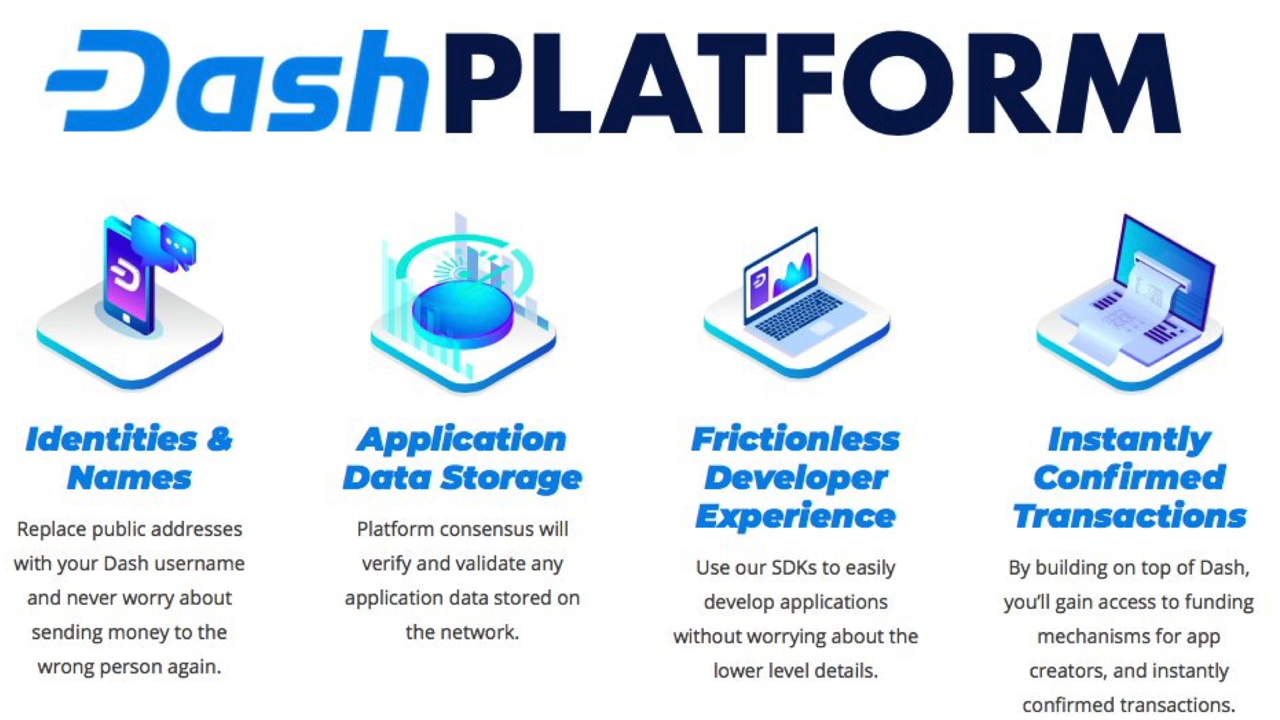 Dash PLATFORM
Identities &
Names
Replace public addresses
with your Dash username
and never worry about
sending money to the
wrong person again.
Application
Data Storage
Platform consensus will
verify and validate any
application data stored on
the network.
Frictionless
Developer
Experience
Use our SDKs to easily
develop applications
without worrying about the
lower level details.
Instantly
Confirmed
Transactions
By building on top of Dash,
you'll gain access to funding
mechanisms for app
creators, and instantly
confirmed transactions.